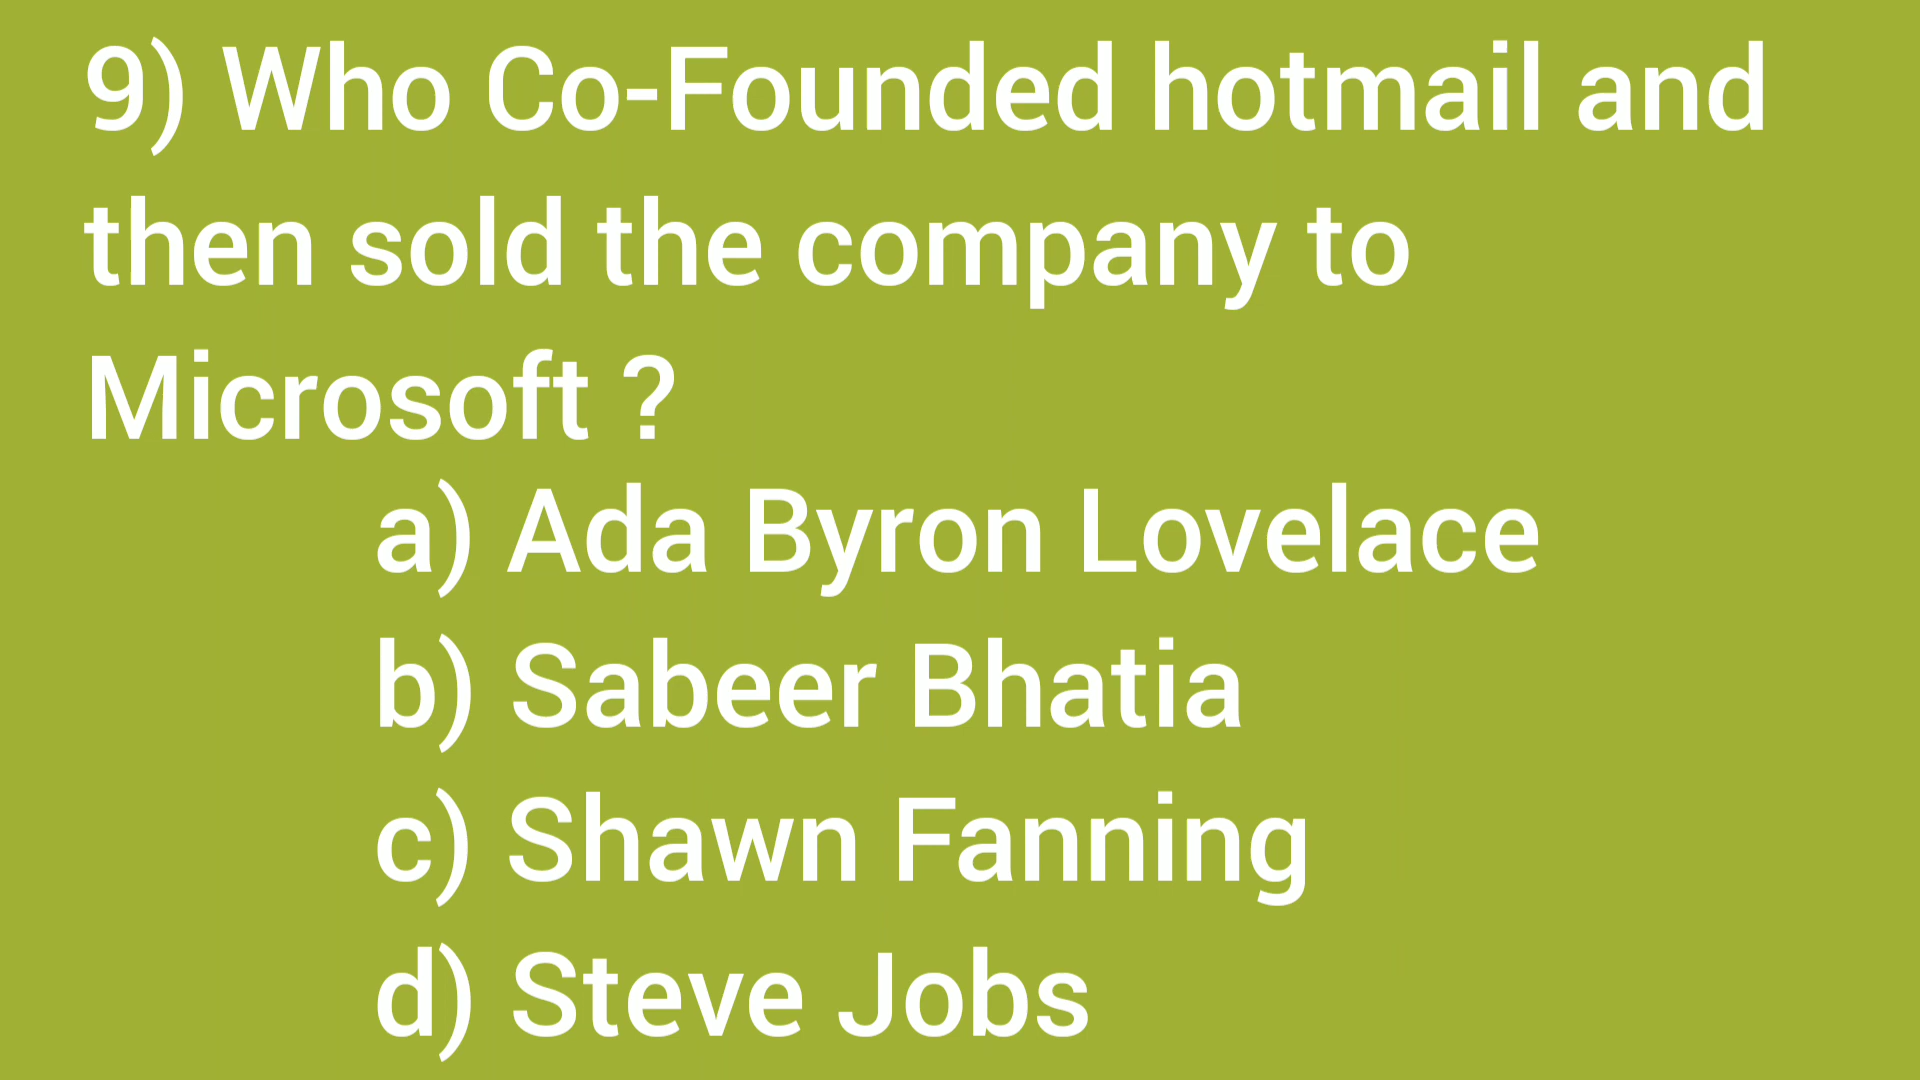 9) Who Co-Founded hotmail and
then sold the company to
Microsoft ?
a) Ada Byron Lovelace
b) Sabeer Bhatia
c) Shawn Fanning
d) Steve Jobs